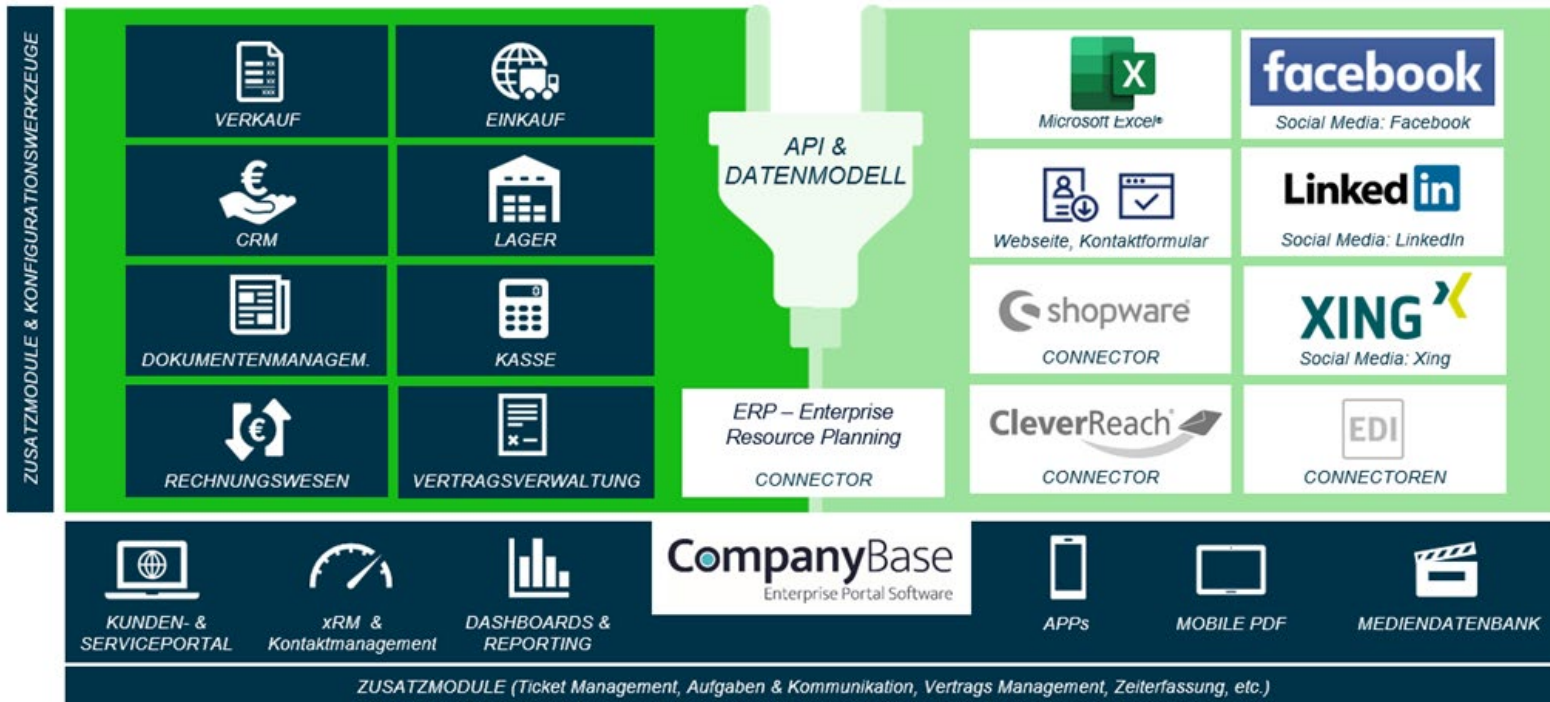 ZUSATZMODULE & KONFIGURATIONSWERKZEUGE
VERKAUF
EINKAUF
CRM
LAGER
DOKUMENTENMANAGEM.
KASSE
RECHNUNGSWESEN
VERTRAGSVERWALTUNG
API &
DATENMODELL
ERP – Enterprise
Resource Planning
CONNECTOR
X
Microsoft Excel®
facebook
Social Media: Facebook
Webseite, Kontaktformular
Linked in
Social Media: LinkedIn
shopware®
CONNECTOR
XING
Social Media: Xing
CleverReach®
CONNECTOR
EDI
CONNECTOREN
KUNDEN- &
SERVICEPORTAL
xRM &
Kontaktmanagement
DASHBOARDS &
REPORTING
CompanyBase
Enterprise Portal Software
APPs
MOBILE PDF
MEDIENDATENBANK
ZUSATZMODULE (Ticket Management, Aufgaben & Kommunikation, Vertrags Management, Zeiterfassung, etc.)